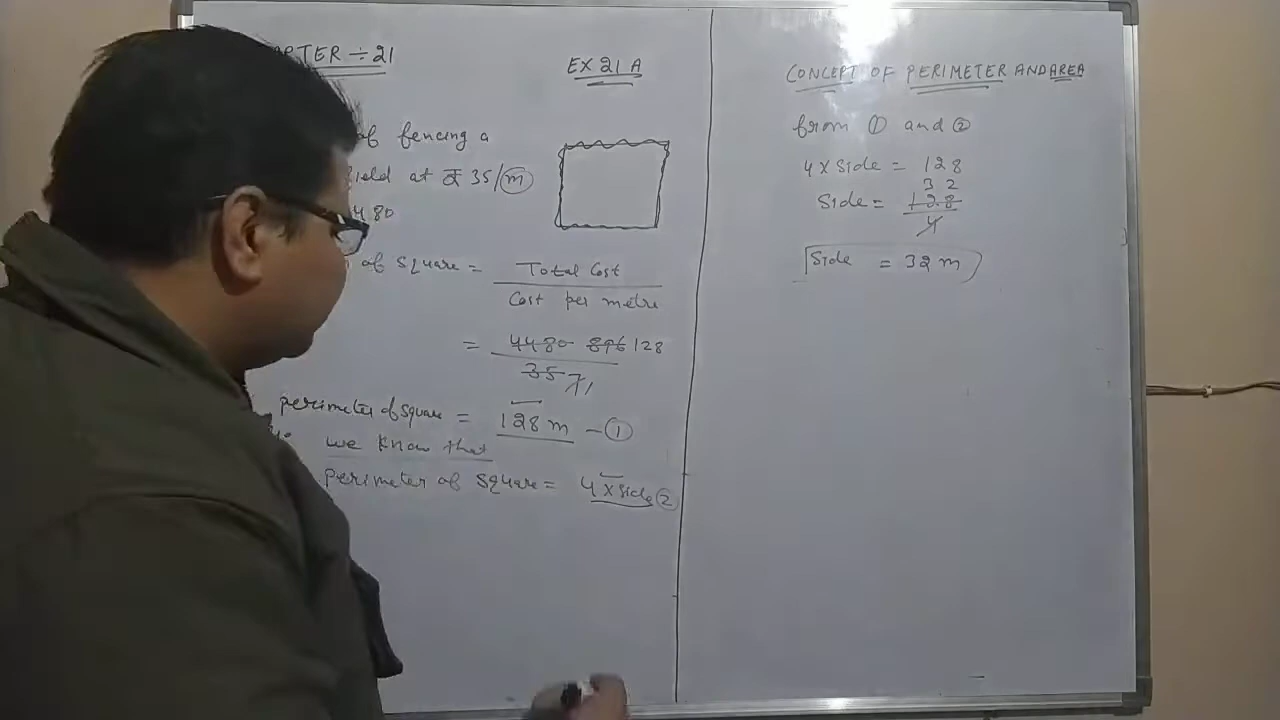 PTER ÷ 21
EX 21 A
of fencing a
field at ₹ 35/m
480
of square = Total Cost
Cost per metre
= 4480 896 128
35 7 1
perimeter of square = 128 m - ①
we know that
Perimeter of square = 4 x side ②
CONCEPT OF PERIMETER AND AREA
from ① and ②
4 x Side = 128
32
Side = 128
4
Side = 32 m